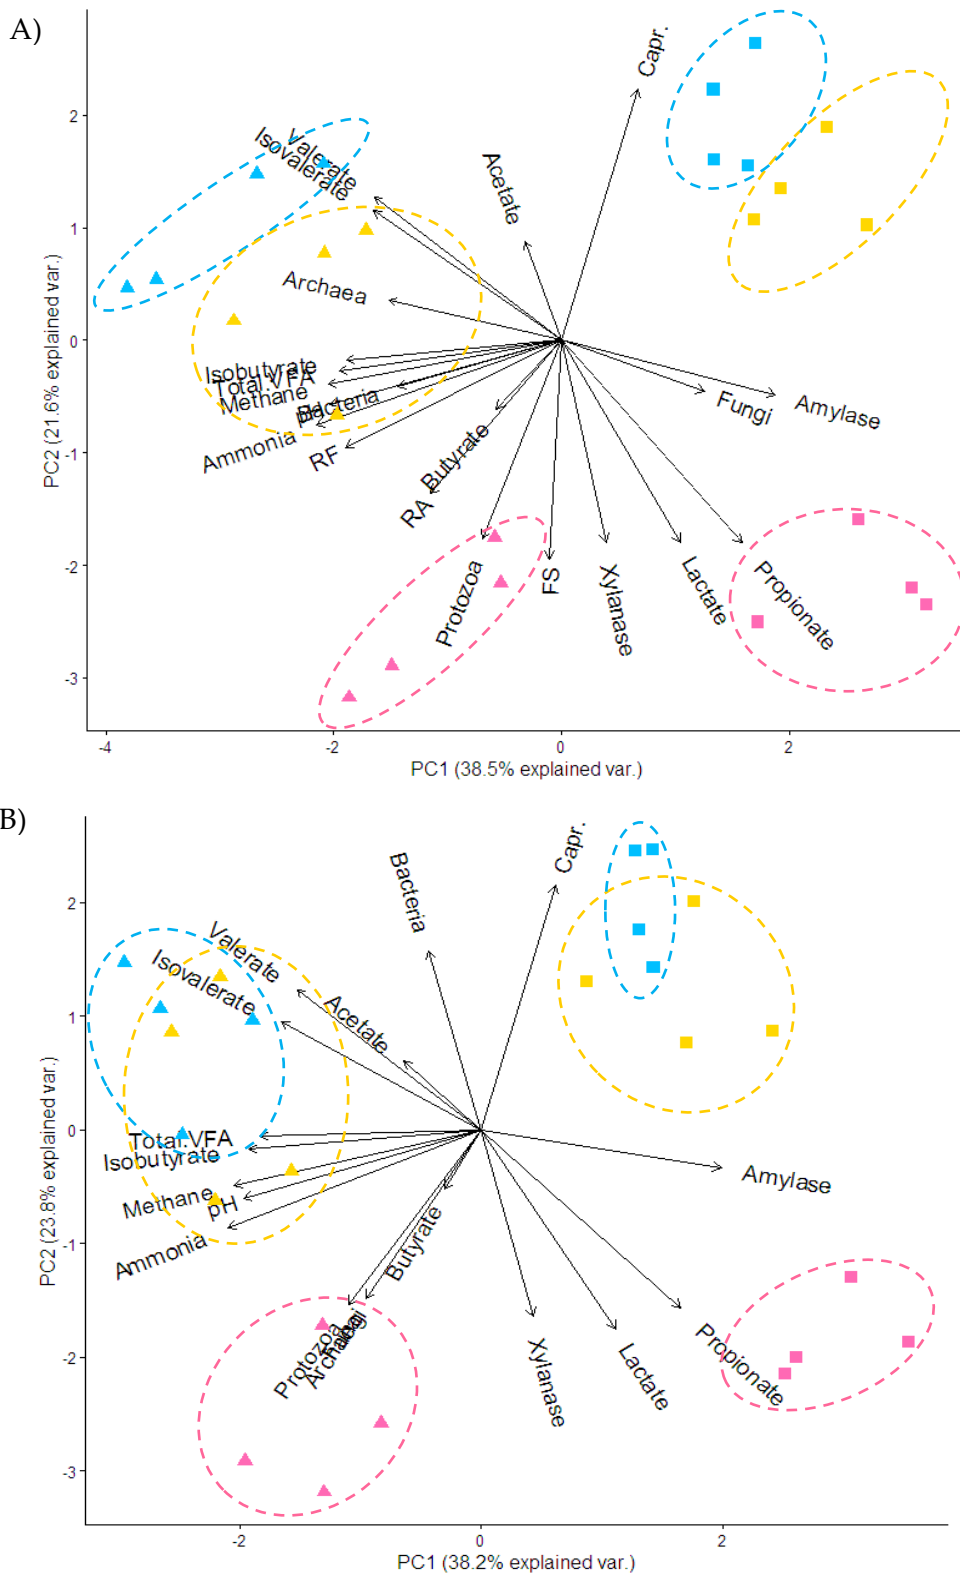 A)
Capr.
2
Valerate
Isovalerate
Acetate
1
Archaea
0
Isobutyrate
Total.VFA
Methane
Bacteria
pH
Fungi
Amylase
Ammonia
RF
Butyrate
-1
RA
PC2 (21.6% explained var.)
-2
Protozoa
FS
Xylanase
Lactate
Propionate
-3
-4
-2
0
2
PC1 (38.5% explained var.)
B)
Capr.
Bacteria
2
Valerate
Isovalerate
Acetate
1
0
Total.VFA
Isobutyrate
Methane
pH
Amylase
Ammonia
Butyrate
-1
PC2 (23.8% explained var.)
Protozoa
Archaea
Fungi
Xylanase
Lactate
Propionate
-2
-3
-2
0
2
PC1 (38.2% explained var.)